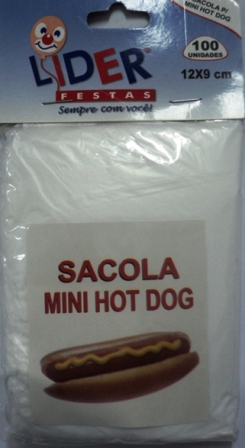 SACOLA P/
MINI HOT DOG
100
UNIDADES
12X9 cm
LIDER
FESTAS
Sempre com você!
SACOLA
MINI HOT DOG